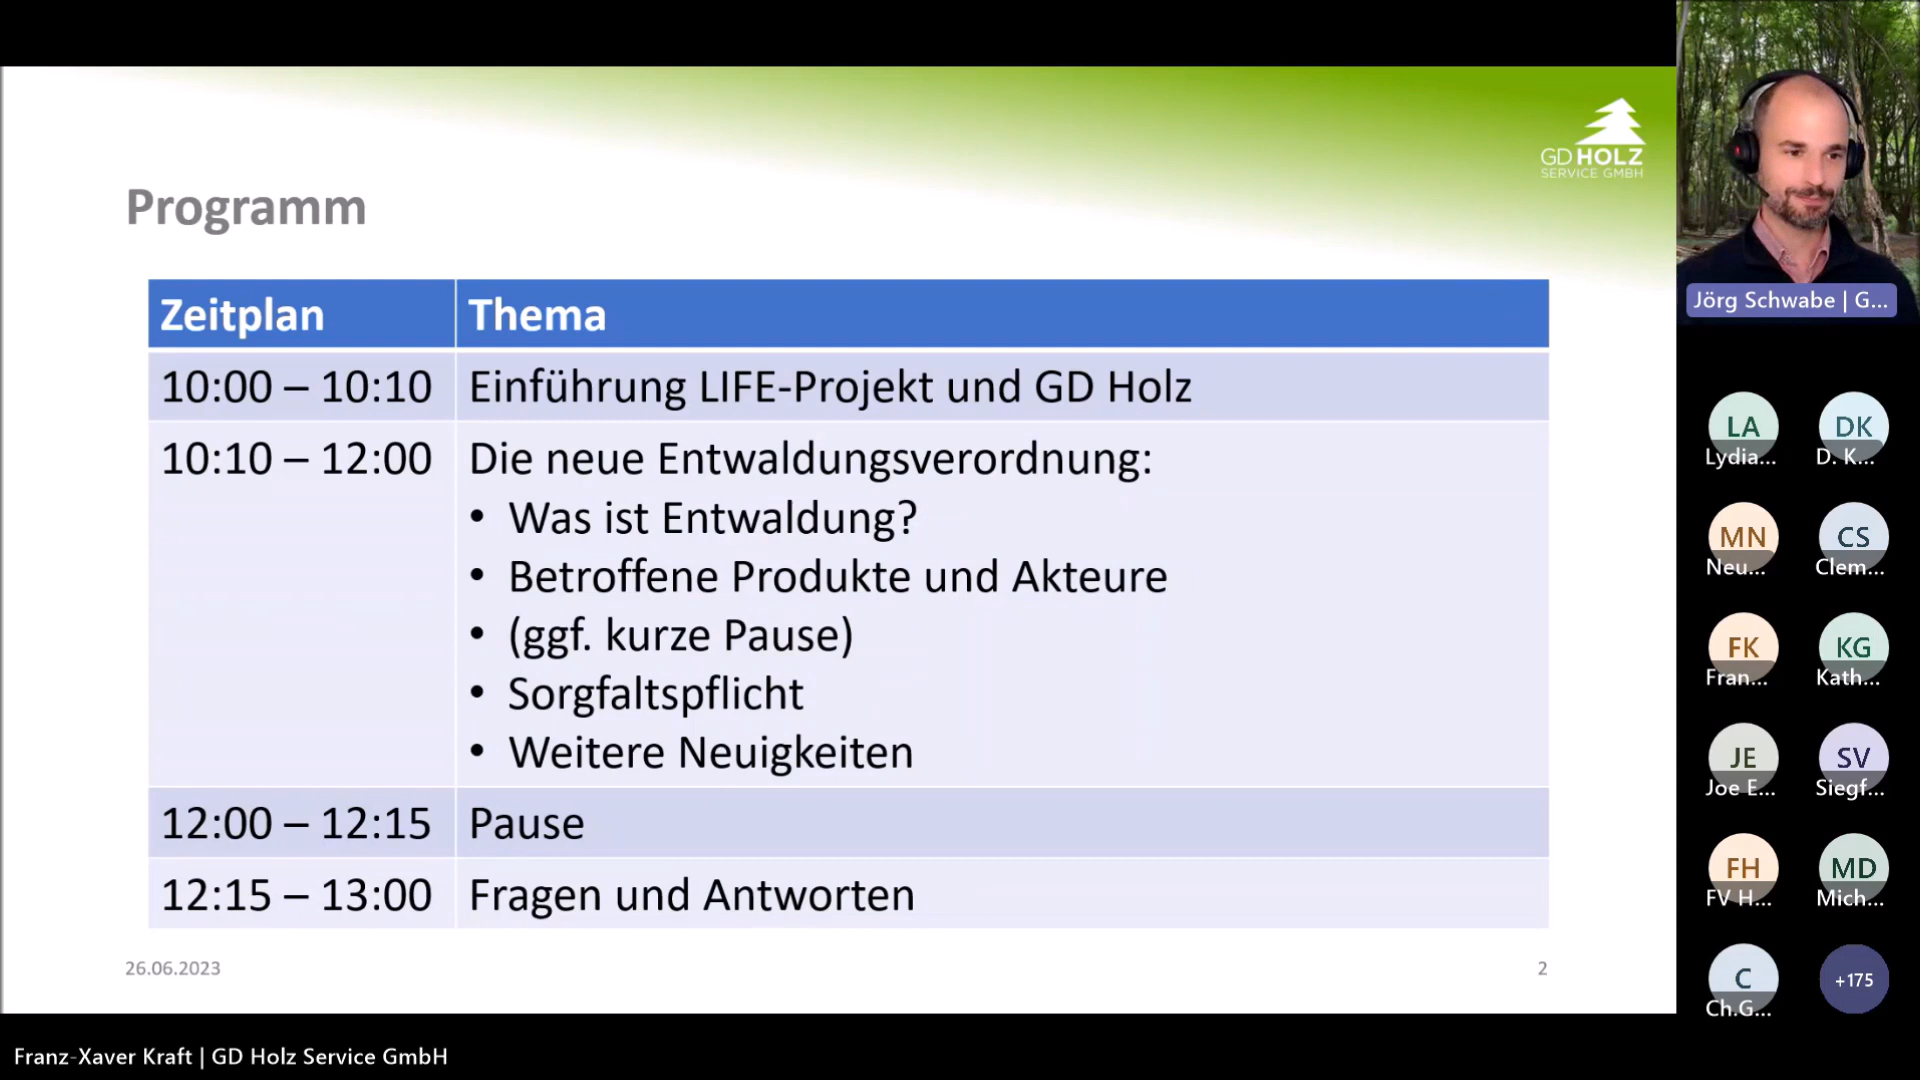 GD HOLZ
SERVICE GMBH
Programm
Zeitplan Thema
10:00 – 10:10 Einführung LIFE-Projekt und GD Holz
10:10 – 12:00 Die neue Entwaldungsverordnung:
• Was ist Entwaldung?
• Betroffene Produkte und Akteure
• (ggf. kurze Pause)
• Sorgfaltspflicht
• Weitere Neuigkeiten
12:00 – 12:15 Pause
12:15 – 13:00 Fragen und Antworten
26.06.2023 2
Franz-Xaver Kraft | GD Holz Service GmbH
Jörg Schwabe | G...
LA DK
Lydia... D. K...
MN CS
Neu... Clem...
FK KG
Fran... Kath...
JE SV
Joe E... Siegf...
FH MD
FV H... Mich...
C +175
Ch.G...